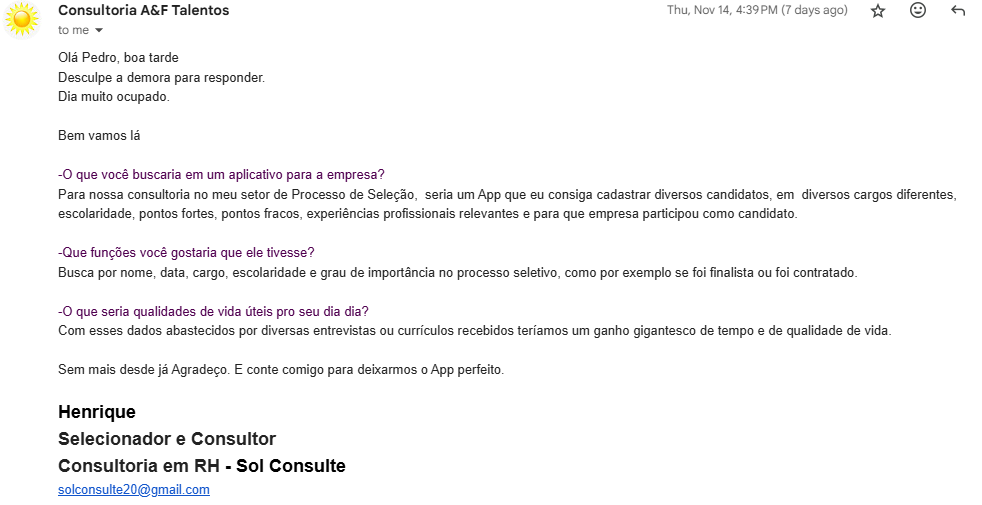 Consultoria A&F Talentos
Thu, Nov 14, 4:39 PM (7 days ago)
to me
Olá Pedro, boa tarde
Desculpe a demora para responder.
Dia muito ocupado.
Bem vamos lá
-O que você buscaria em um aplicativo para a empresa?
Para nossa consultoria no meu setor de Processo de Seleção,  seria um App que eu consiga cadastrar diversos candidatos, em  diversos cargos diferentes,
escolaridade, pontos fortes, pontos fracos, experiências profissionais relevantes e para que empresa participou como candidato.
-Que funções você gostaria que ele tivesse?
Busca por nome, data, cargo, escolaridade e grau de importância no processo seletivo, como por exemplo se foi finalista ou foi contratado.
-O que seria qualidades de vida úteis pro seu dia dia?
Com esses dados abastecidos por diversas entrevistas ou currículos recebidos teríamos um ganho gigantesco de tempo e de qualidade de vida.
Sem mais desde já Agradeço. E conte comigo para deixarmos o App perfeito.
Henrique
Selecionador e Consultor
Consultoria em RH - Sol Consulte
solconsulte20@gmail.com